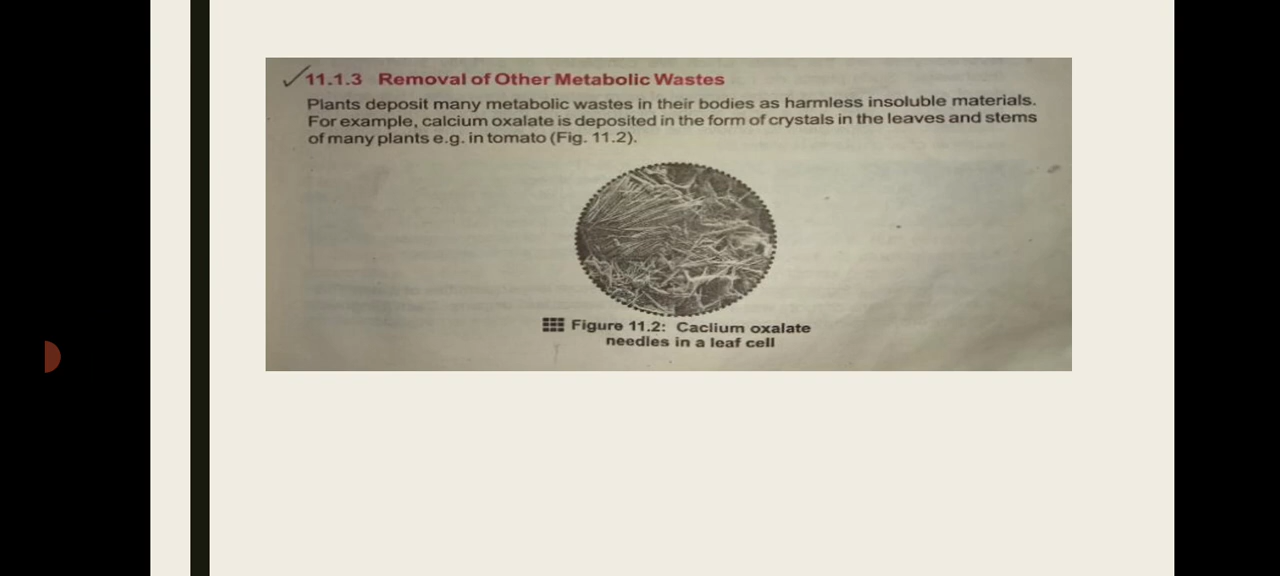 11.1.3 Removal of Other Metabolic Wastes
Plants deposit many metabolic wastes in their bodies as harmless insoluble materials.
For example, calcium oxalate is deposited in the form of crystals in the leaves and stems
of many plants e.g. in tomato (Fig. 11.2).
Figure 11.2: Caclium oxalate
needles in a leaf cell